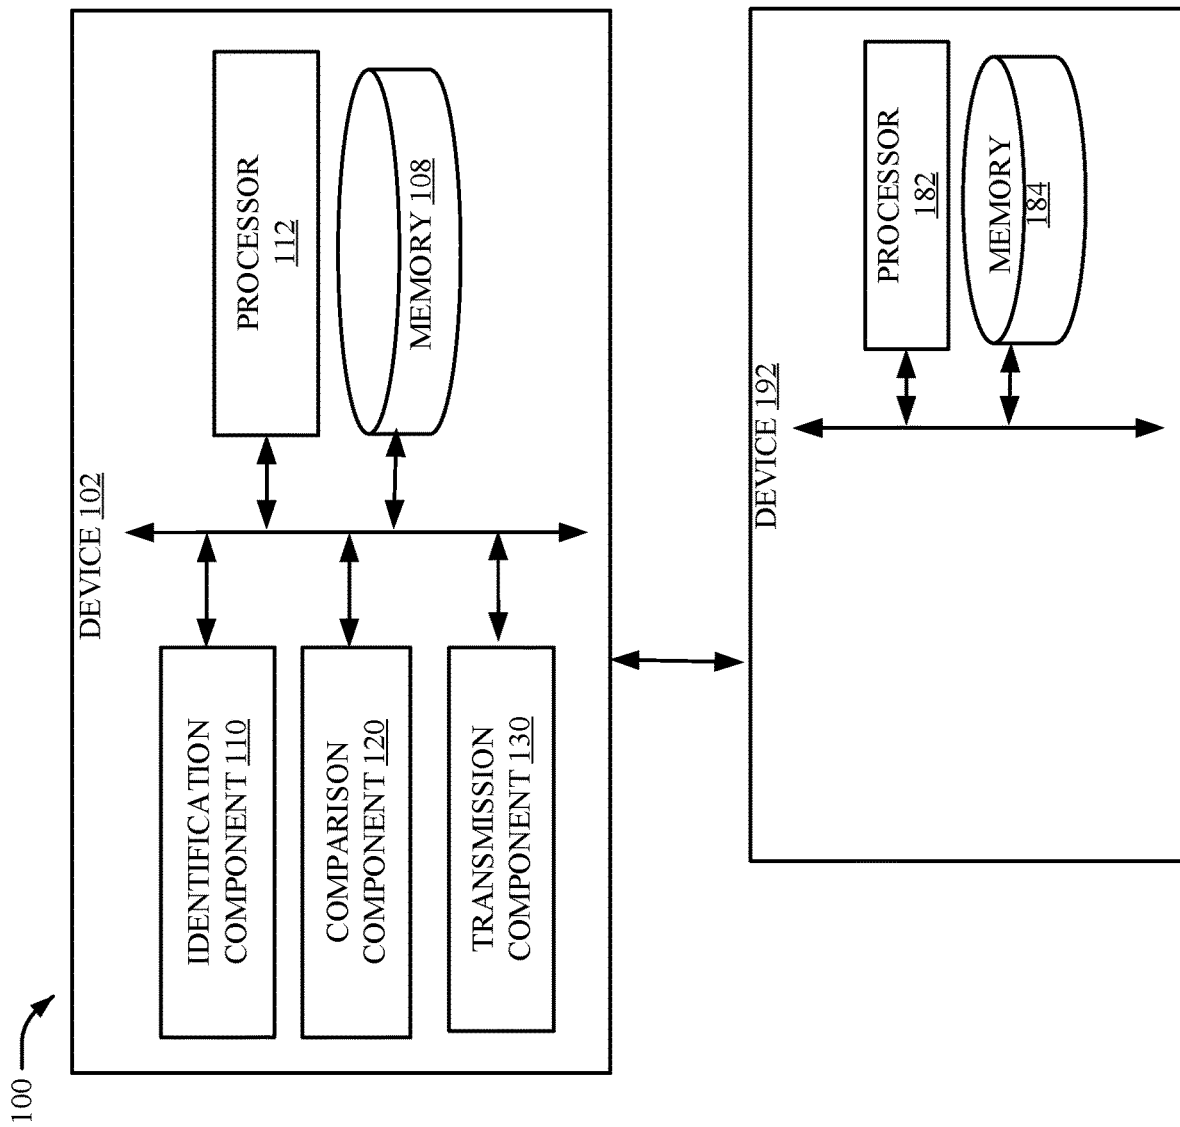 100
DEVICE 102
IDENTIFICATION
COMPONENT 110
COMPARISON
COMPONENT 120
TRANSMISSION
COMPONENT 130
PROCESSOR
112
MEMORY 108
DEVICE 192
PROCESSOR
182
MEMORY
184